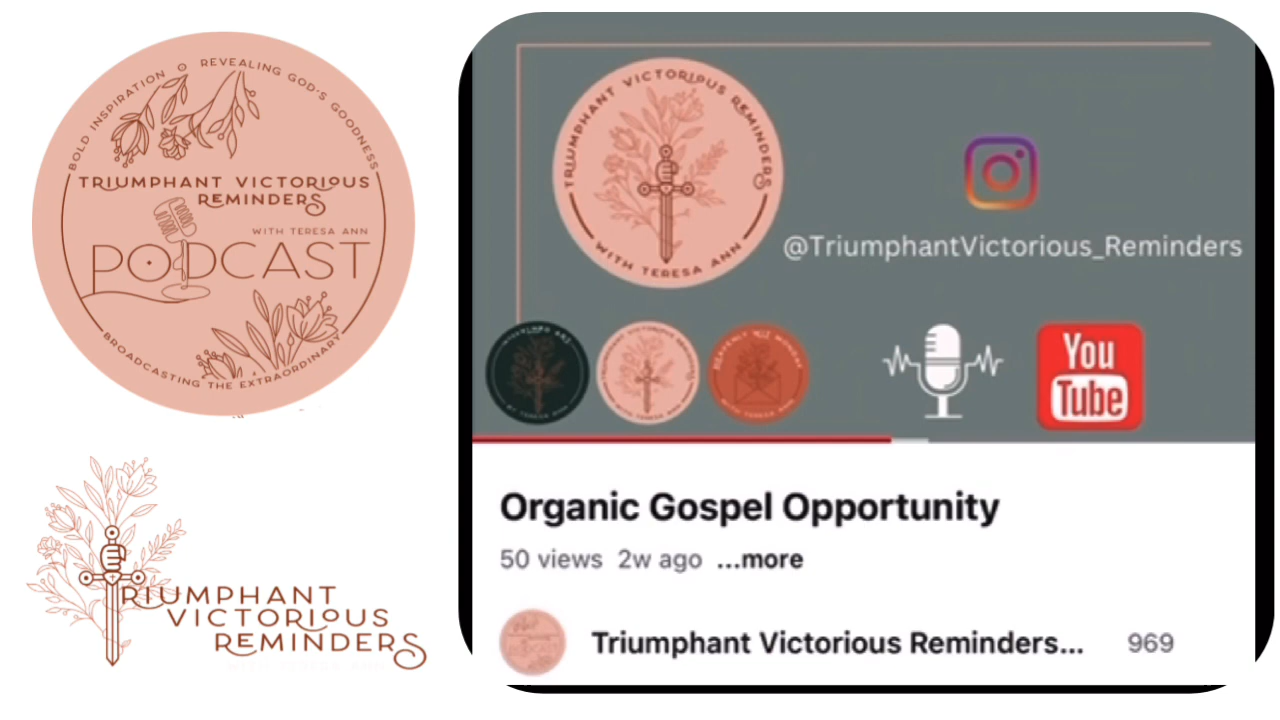 BOLD INSPIRATION
REVEALING GOD'S GOODNESS
TRIUMPHANT VICTORIOUS
REMINDERS
WITH TERESA ANN
PODCAST
BROADCASTING THE EXTRAORDINARY
TRIUMPHANT
VICTORIOUS
REMINDERS
TRIUMPHANT VICTORIOUS REMINDERS
WITH TERESA ANN
@TriumphantVictorious_Reminders
You
Tube
Organic Gospel Opportunity
50 views 2w ago ...more
Triumphant Victorious Reminders... 969